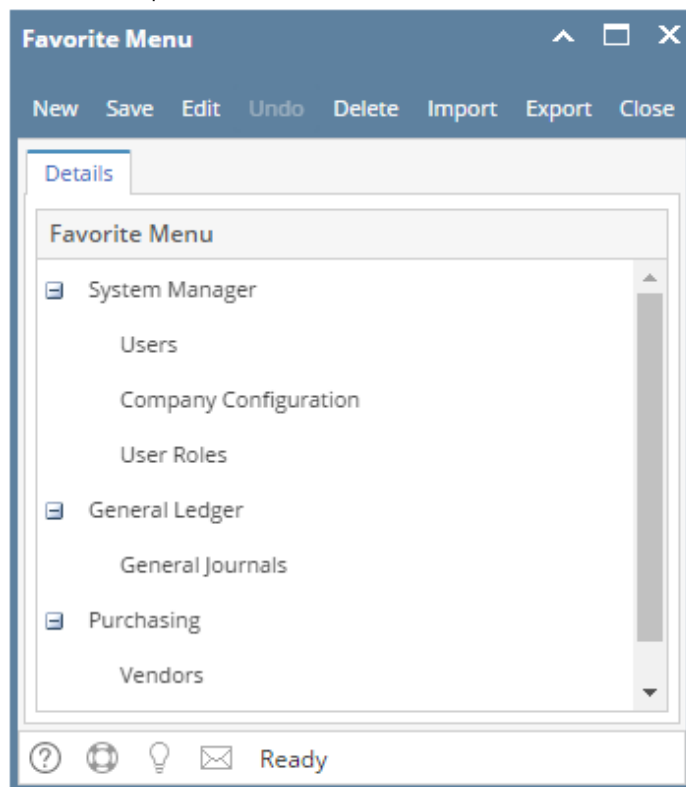 Favorite Menu
New Save Edit Undo Delete Import Export Close
Details
Favorite Menu
System Manager
Users
Company Configuration
User Roles
General Ledger
General Journals
Purchasing
Vendors
Ready